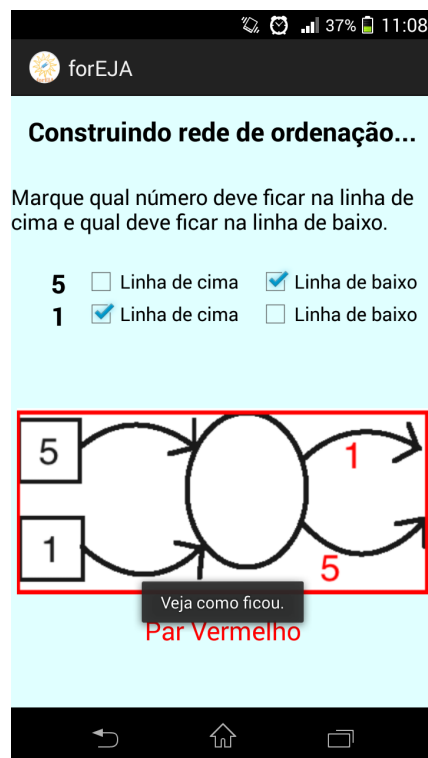 37% 11:08
forEJA
Construindo rede de ordenação...
Marque qual número deve ficar na linha de
cima e qual deve ficar na linha de baixo.
5 Linha de cima Linha de baixo
1 Linha de cima Linha de baixo
5 1
1 5
Veja como ficou.
Par Vermelho